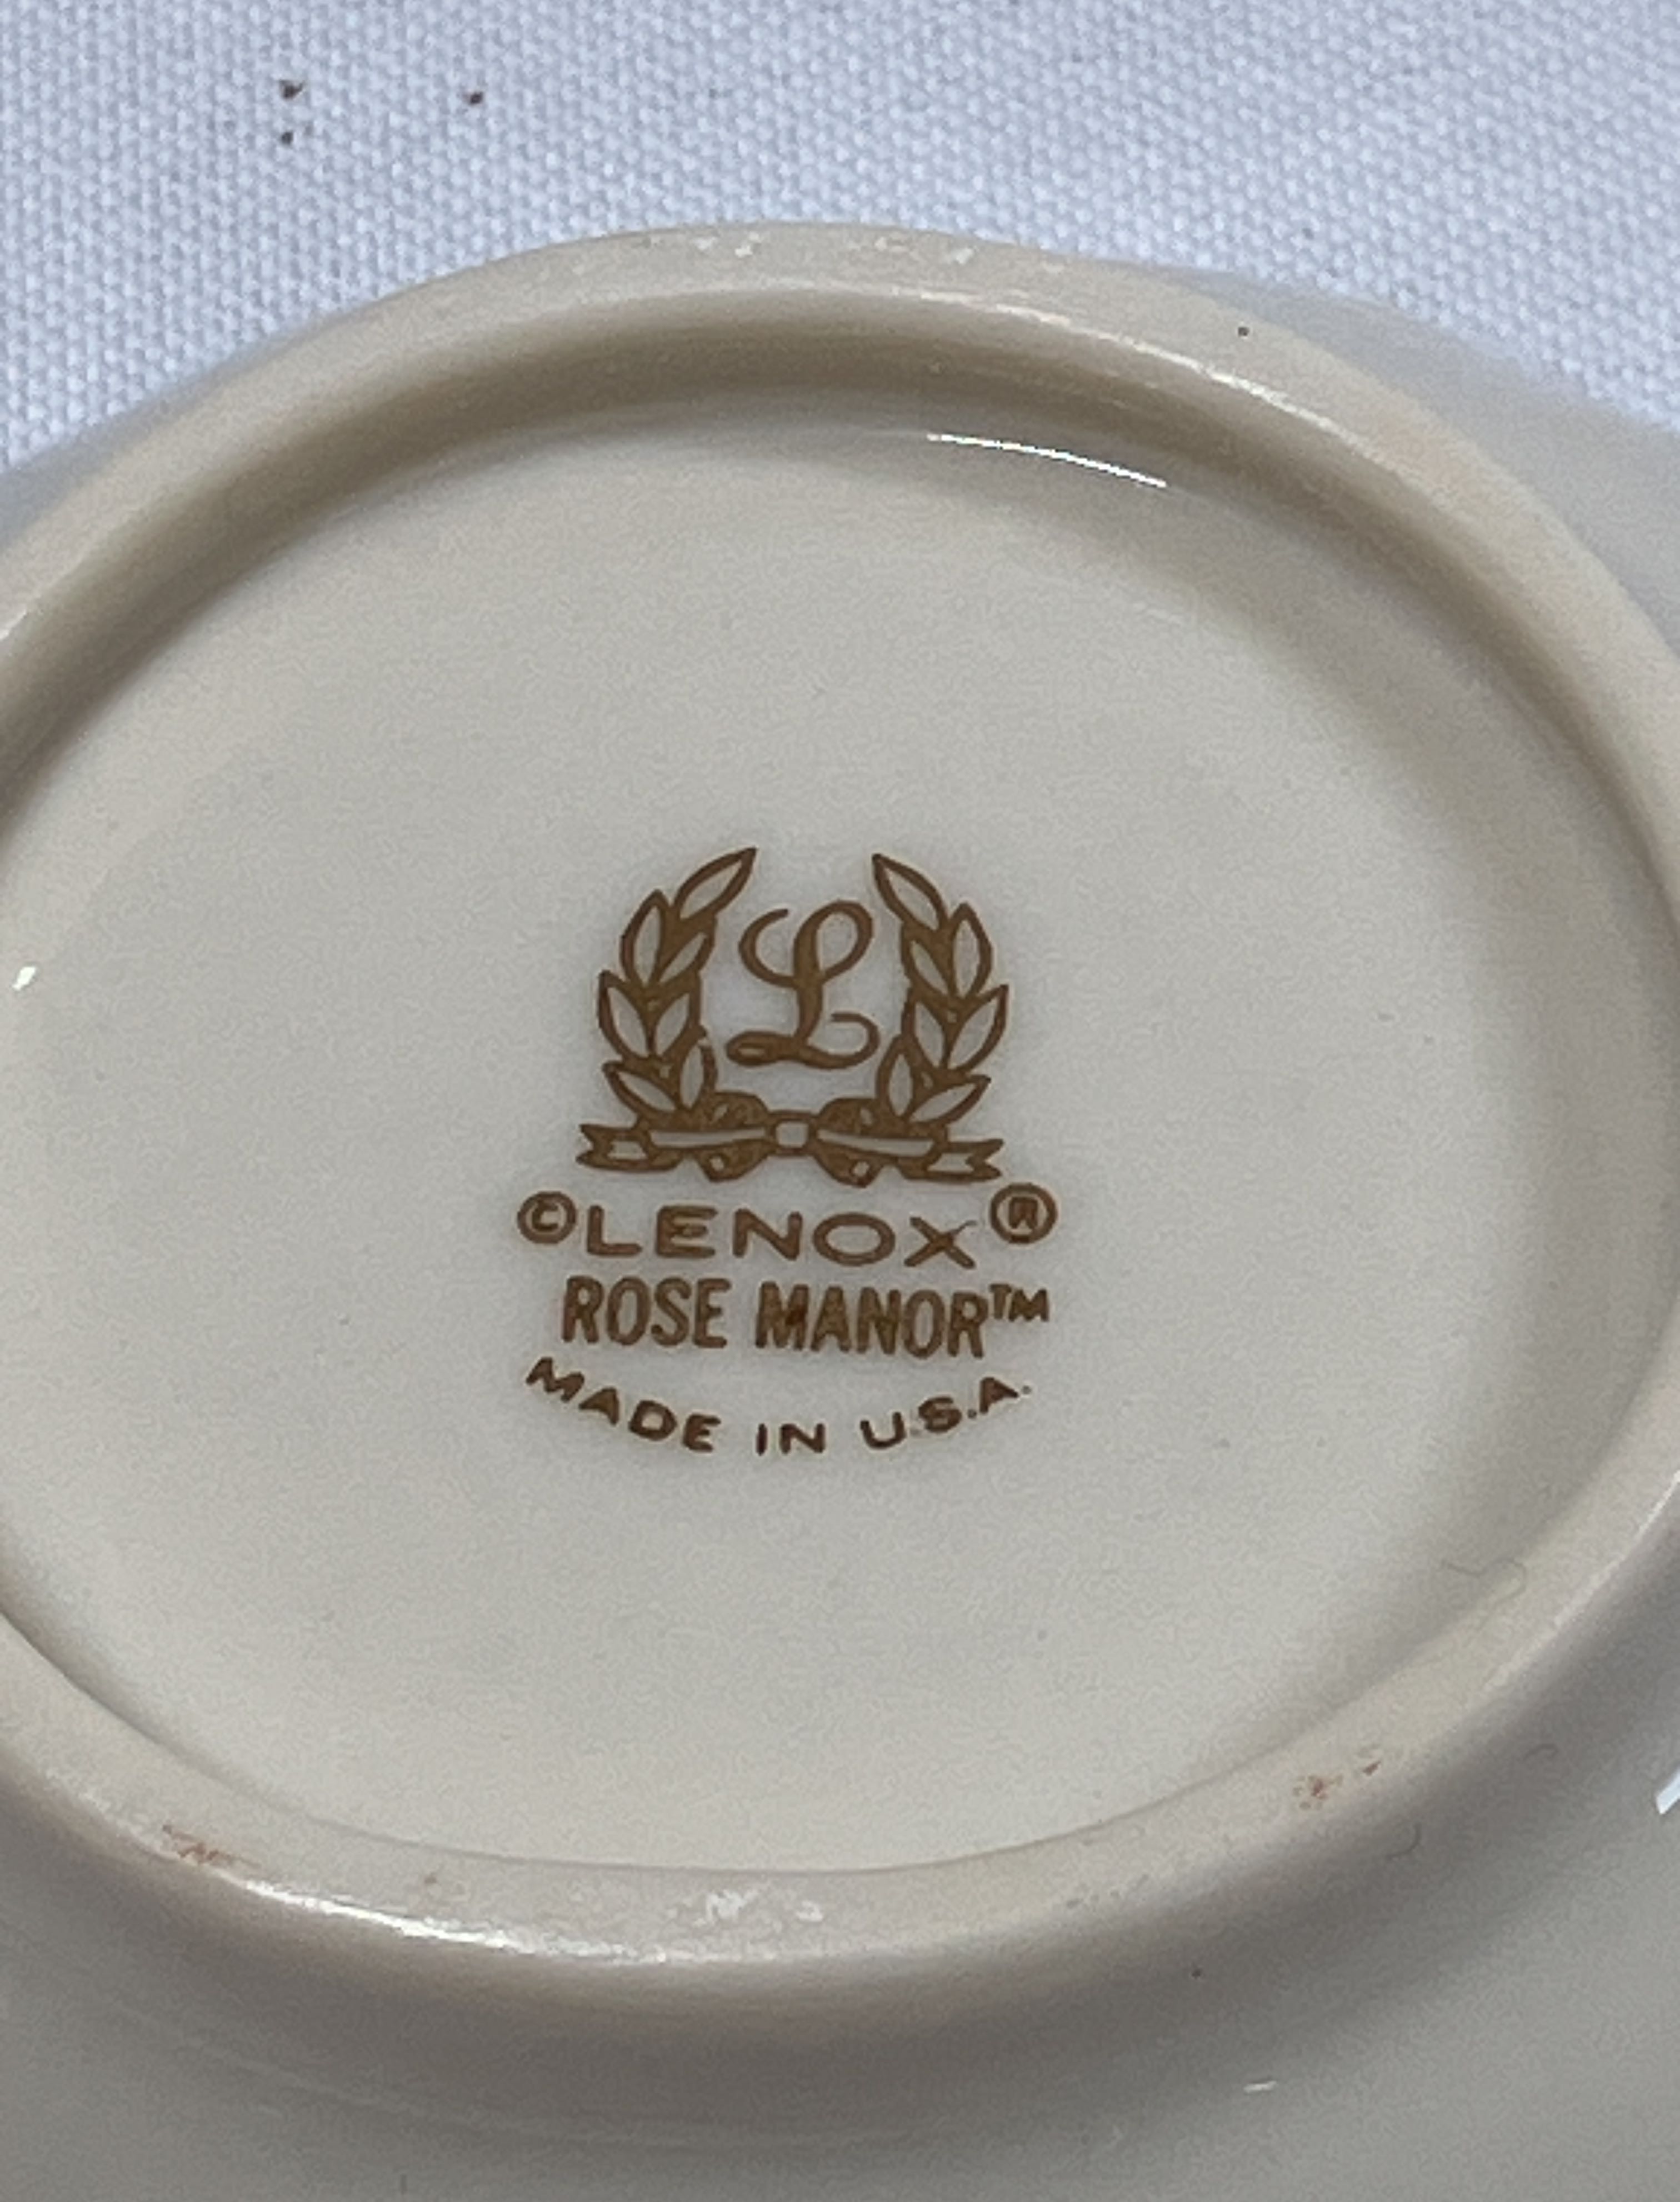 L
©LENOX®
ROSE MANOR™
MADE IN U.S.A.